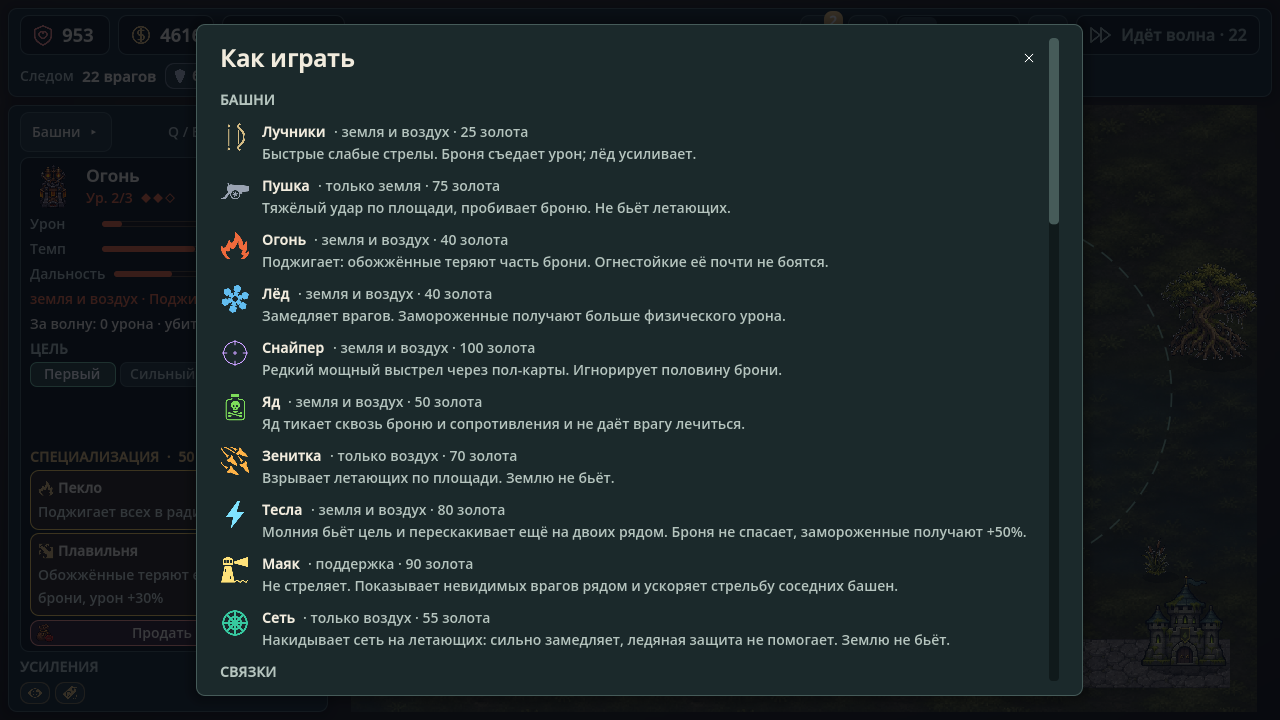 953
4616
Идёт волна · 22
Следом 22 врагов
Башни
Q / E
Огонь
Ур. 2/3
Урон
Темп
Дальность
земля и воздух · Поджи
За волну: 0 урона · убит
ЦЕЛЬ
Первый
Сильный
СПЕЦИАЛИЗАЦИЯ · 50
Пекло
Поджигает всех в ради
Плавильня
Обожжённые теряют
брони, урон +30%
Продать
УСИЛЕНИЯ
Как играть
БАШНИ
Лучники · земля и воздух · 25 золота
Быстрые слабые стрелы. Броня съедает урон; лёд усиливает.
Пушка · только земля · 75 золота
Тяжёлый удар по площади, пробивает броню. Не бьёт летающих.
Огонь · земля и воздух · 40 золота
Поджигает: обожжённые теряют часть брони. Огнестойкие её почти не боятся.
Лёд · земля и воздух · 40 золота
Замедляет врагов. Замороженные получают больше физического урона.
Снайпер · земля и воздух · 100 золота
Редкий мощный выстрел через пол-карты. Игнорирует половину брони.
Яд · земля и воздух · 50 золота
Яд тикает сквозь броню и сопротивления и не даёт врагу лечиться.
Зенитка · только воздух · 70 золота
Взрывает летающих по площади. Землю не бьёт.
Тесла · земля и воздух · 80 золота
Молния бьёт цель и перескакивает ещё на двоих рядом. Броня не спасает, замороженные получают +50%.
Маяк · поддержка · 90 золота
Не стреляет. Показывает невидимых врагов рядом и ускоряет стрельбу соседних башен.
Сеть · только воздух · 55 золота
Накидывает сеть на летающих: сильно замедляет, ледяная защита не помогает. Землю не бьёт.
СВЯЗКИ